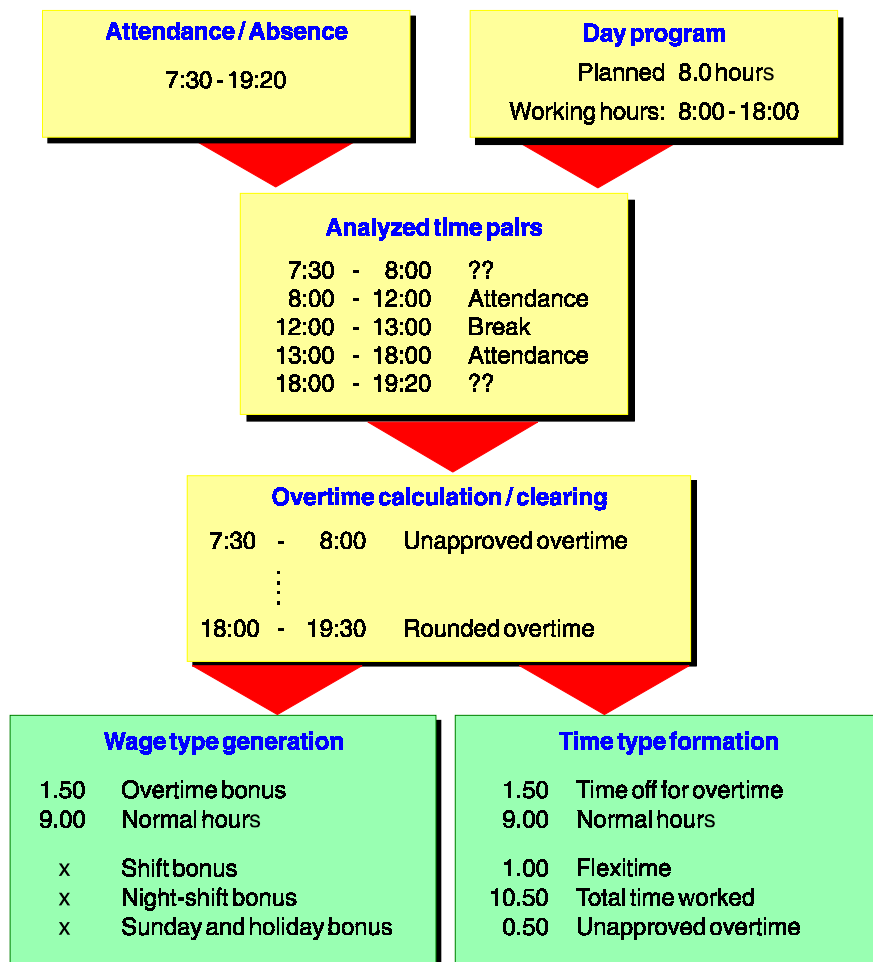 Attendance / Absence
7:30 - 19:20
Day program
Planned 8.0 hours
Working hours: 8:00 - 18:00
Analyzed time pairs
7:30 - 8:00 ??
8:00 - 12:00 Attendance
12:00 - 13:00 Break
13:00 - 18:00 Attendance
18:00 - 19:20 ??
Overtime calculation / clearing
7:30 - 8:00 Unapproved overtime
18:00 - 19:30 Rounded overtime
Wage type generation
1.50 Overtime bonus
9.00 Normal hours
x Shift bonus
x Night-shift bonus
x Sunday and holiday bonus
Time type formation
1.50 Time off for overtime
9.00 Normal hours
1.00 Flexitime
10.50 Total time worked
0.50 Unapproved overtime